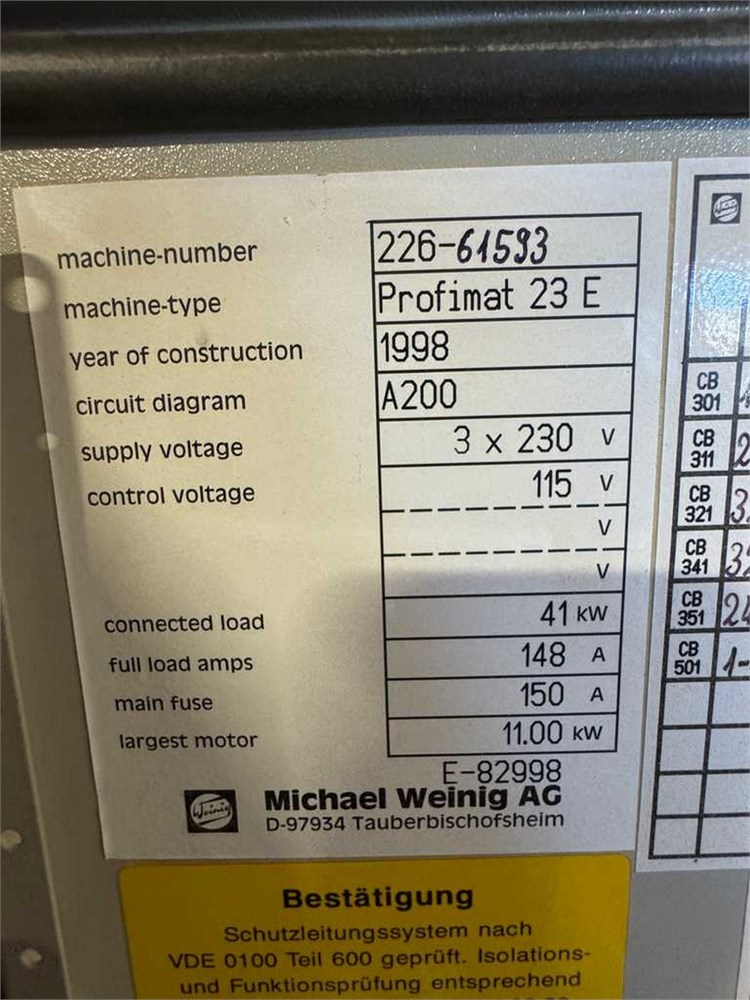 machine-number 226-61593
machine-type Profimat 23 E
year of construction 1998
circuit diagram A200
supply voltage 3 x 230 V
control voltage 115 V
V
V
connected load 41 kW
full load amps 148 A
main fuse 150 A
largest motor 11.00 kW
E-82998
Weinig
Michael Weinig AG
D-97934 Tauberbischofsheim
CB 301
CB 311
CB 321
CB 341
CB 351
CB 501
Bestätigung
Schutzleitungssystem nach
VDE 0100 Teil 600 geprüft. Isolations-
und Funktionsprüfung entsprechend